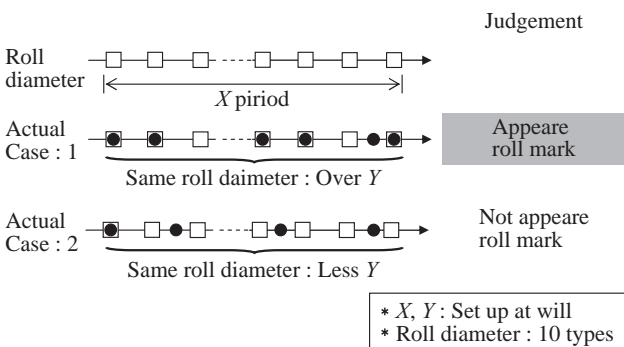 Judgement
Roll
diameter
X piriod
Actual
Case : 1
Appeare
roll mark
Same roll daimeter : Over Y
Actual
Case : 2
Not appeare
roll mark
Same roll diameter : Less Y
* X, Y : Set up at will
* Roll diameter : 10 types